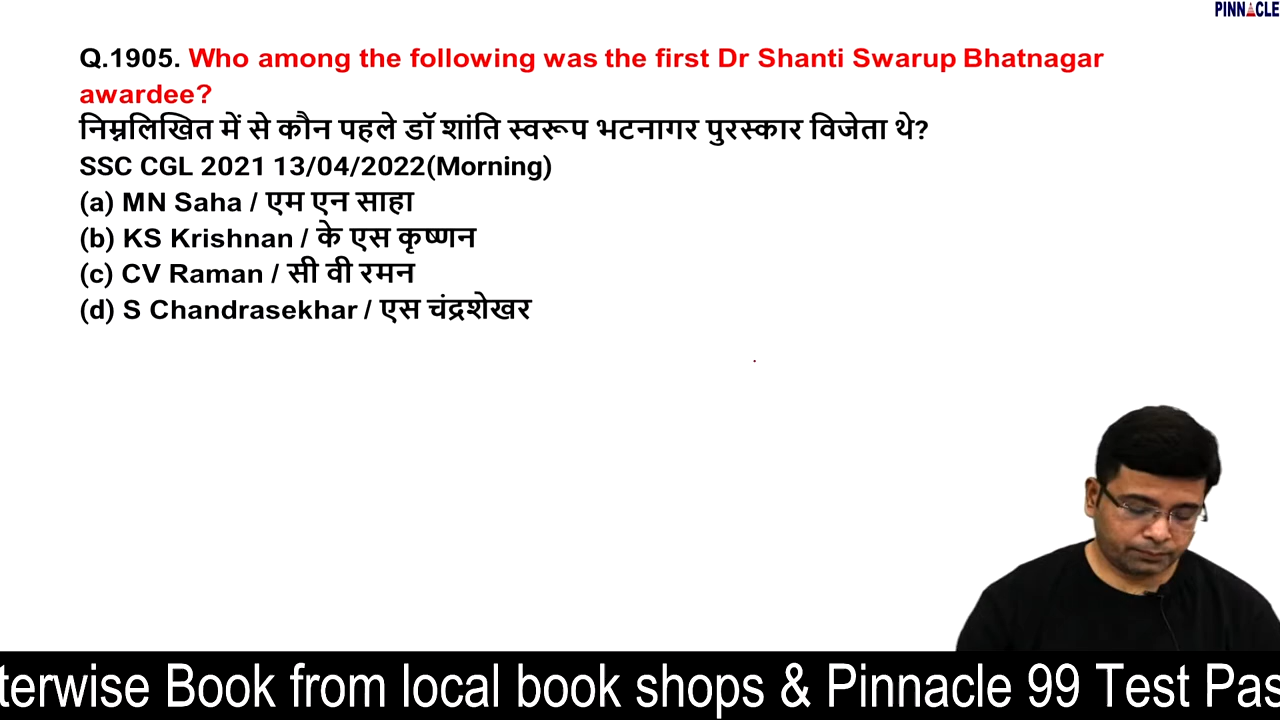 PINNACLE
Q.1905. Who among the following was the first Dr Shanti Swarup Bhatnagar
awardee?
निम्नलिखित में से कौन पहले डॉ शांति स्वरूप भटनागर पुरस्कार विजेता थे?
SSC CGL 2021 13/04/2022(Morning)
(a) MN Saha / एम एन साहा
(b) KS Krishnan / के एस कृष्णन
(c) CV Raman / सी वी रमन
(d) S Chandrasekhar / एस चंद्रशेखर
terwise Book from local book shops & Pinnacle 99 Test Pas